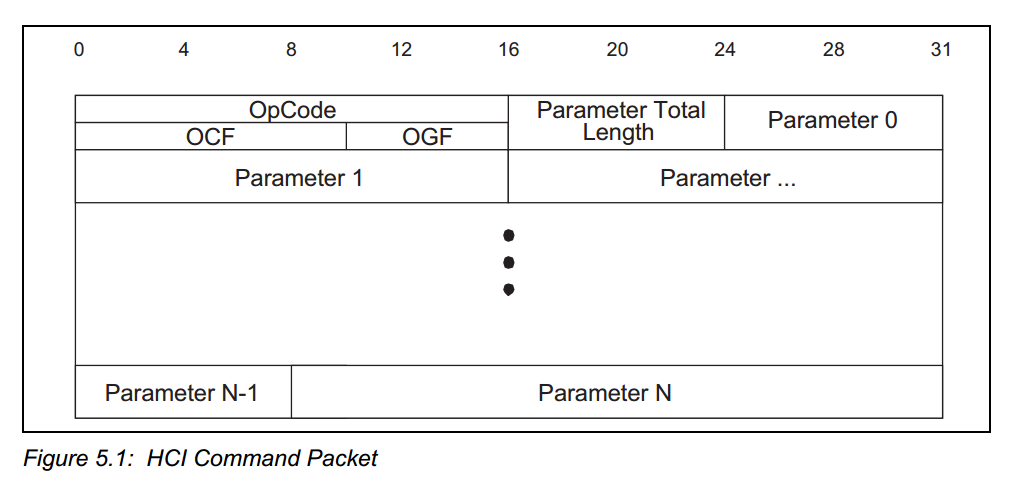 0 4 8 12 16 20 24 28 31
OpCode
Parameter Total
Length
Parameter 0
OCF OGF
Parameter 1 Parameter ...
Parameter N-1 Parameter N
Figure 5.1: HCI Command Packet